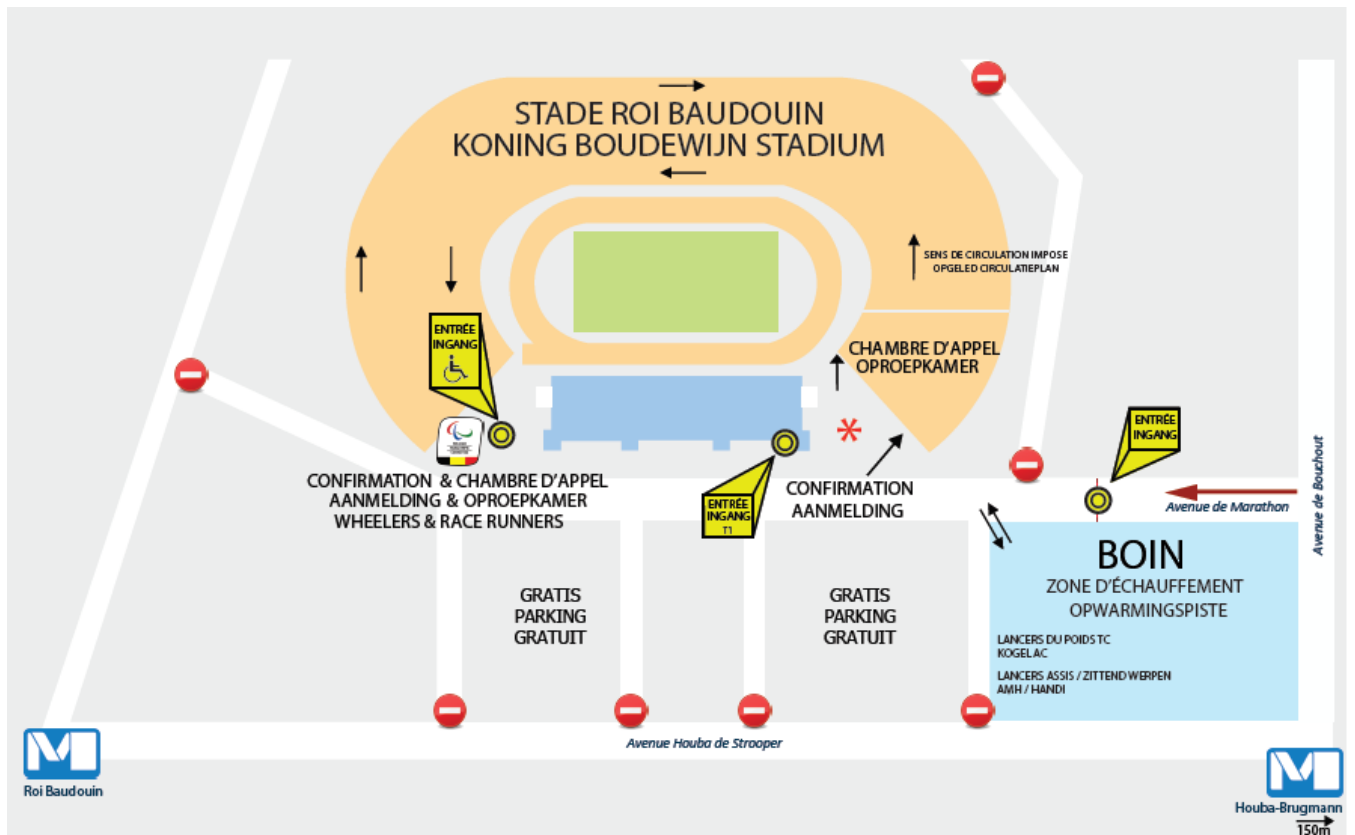 STADE ROI BAUDOUIN
KONING BOUDEWIJN STADIUM
SENS DE CIRCULATION IMPOSE
OPGELED CIRCULATIEPLAN
ENTRÉE
INGANG
CHAMBRE D'APPEL
OPROEPKAMER
ENTRÉE
INGANG
CONFIRMATION & CHAMBRE D'APPEL
AANMELDING & OPROEPKAMER
WHEELERS & RACE RUNNERS
ENTRÉE
INGANG
T1
CONFIRMATION
AANMELDING
Avenue de Marathon
Avenue de Bouchout
BOIN
ZONE D'ÉCHAUFFEMENT
OPWARMINGSPISTE
LANCERS DU POIDS TC
KOGEL AC
LANCERS ASSIS / ZITTEND WERPEN
AMH / HANDI
GRATIS
PARKING
GRATUIT
GRATIS
PARKING
GRATUIT
Avenue Houba de Strooper
M
Roi Baudouin
M
Houba-Brugmann
150m